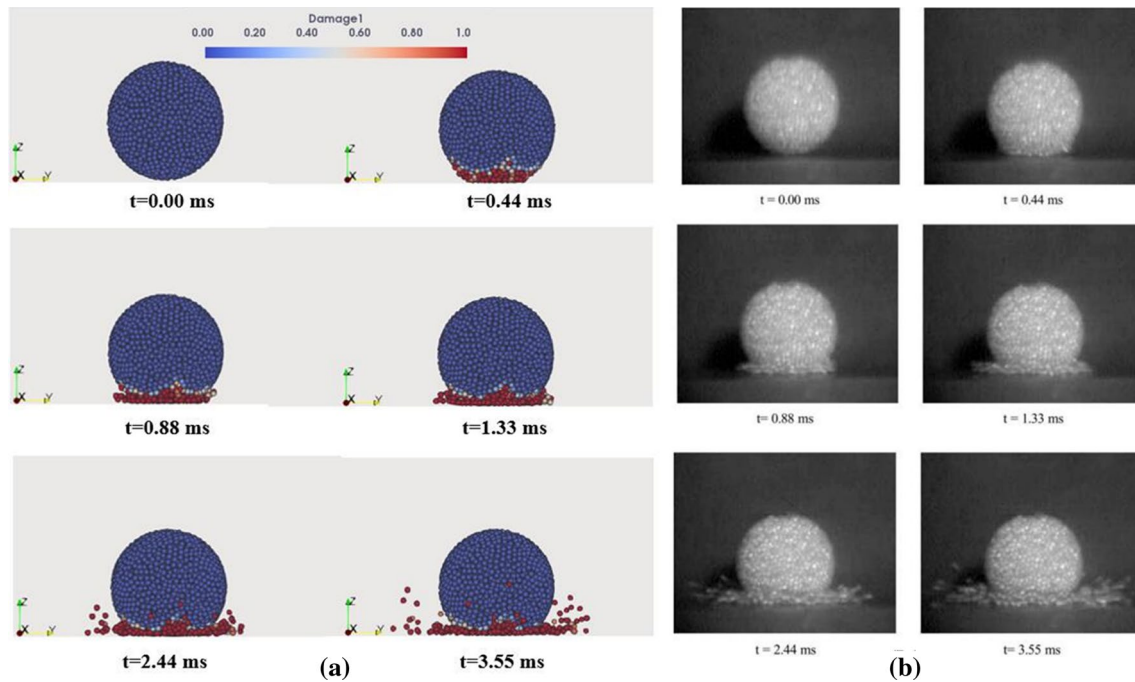 Damage1
0.00 0.20 0.40 0.60 0.80 1.0
Z
X
Y
Z
X
Y
t=0.00 ms
t=0.44 ms
t = 0.00 ms
t = 0.44 ms
Z
X
Y
Z
X
Y
t=0.88 ms
t=1.33 ms
t= 0.88 ms
t = 1.33 ms
Z
X
Y
Z
X
Y
t=2.44 ms
t=3.55 ms
t = 2.44 ms
t = 3.55 ms
(a)
(b)